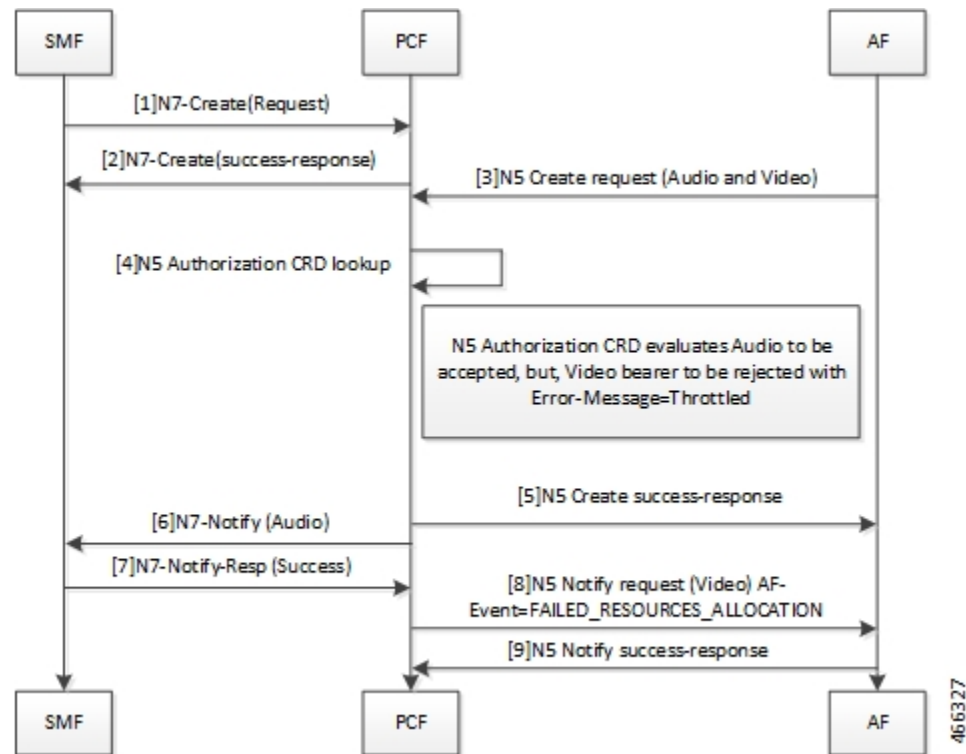 SMF
PCF
AF
[1]N7-Create(Request)
[2]N7-Create(success-response)
[3]N5 Create request (Audio and Video)
[4]N5 Authorization CRD lookup
N5 Authorization CRD evaluates Audio to be
accepted, but, Video bearer to be rejected with
Error-Message=Throttled
[5]N5 Create success-response
[6]N7-Notify (Audio)
[7]N7-Notify-Resp (Success)
[8]N5 Notify request (Video) AF-
Event=FAILED_RESOURCES_ALLOCATION
[9]N5 Notify success-response
SMF
PCF
AF
466327